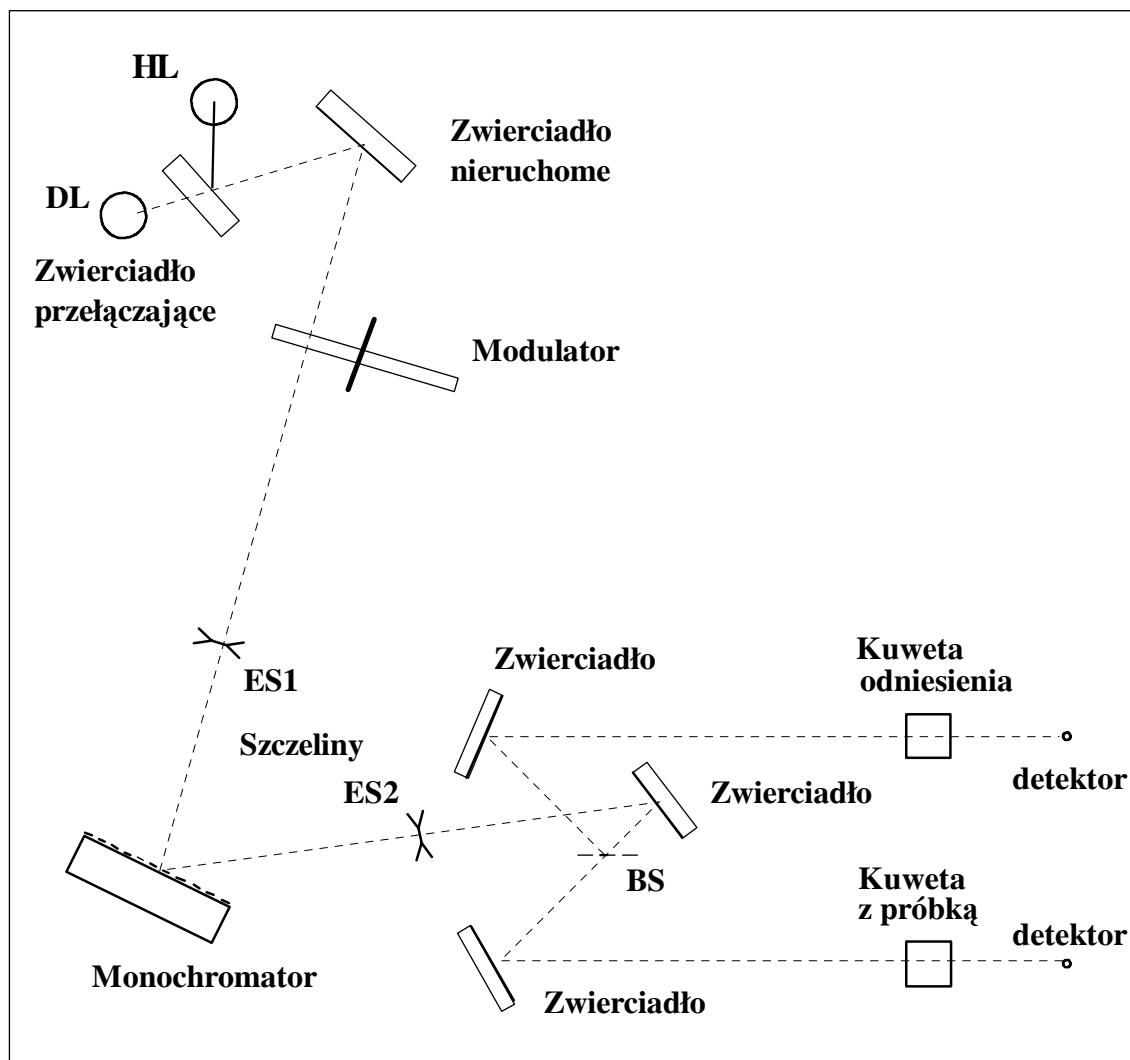 HL
Zwierciadło
nieruchome
DL
Zwierciadło
przełączające
Modulator
ES1
Szczeliny
ES2
Zwierciadło
Kuweta
odniesienia
detektor
Zwierciadło
BS
Kuweta
z próbką
detektor
Monochromator
Zwierciadło